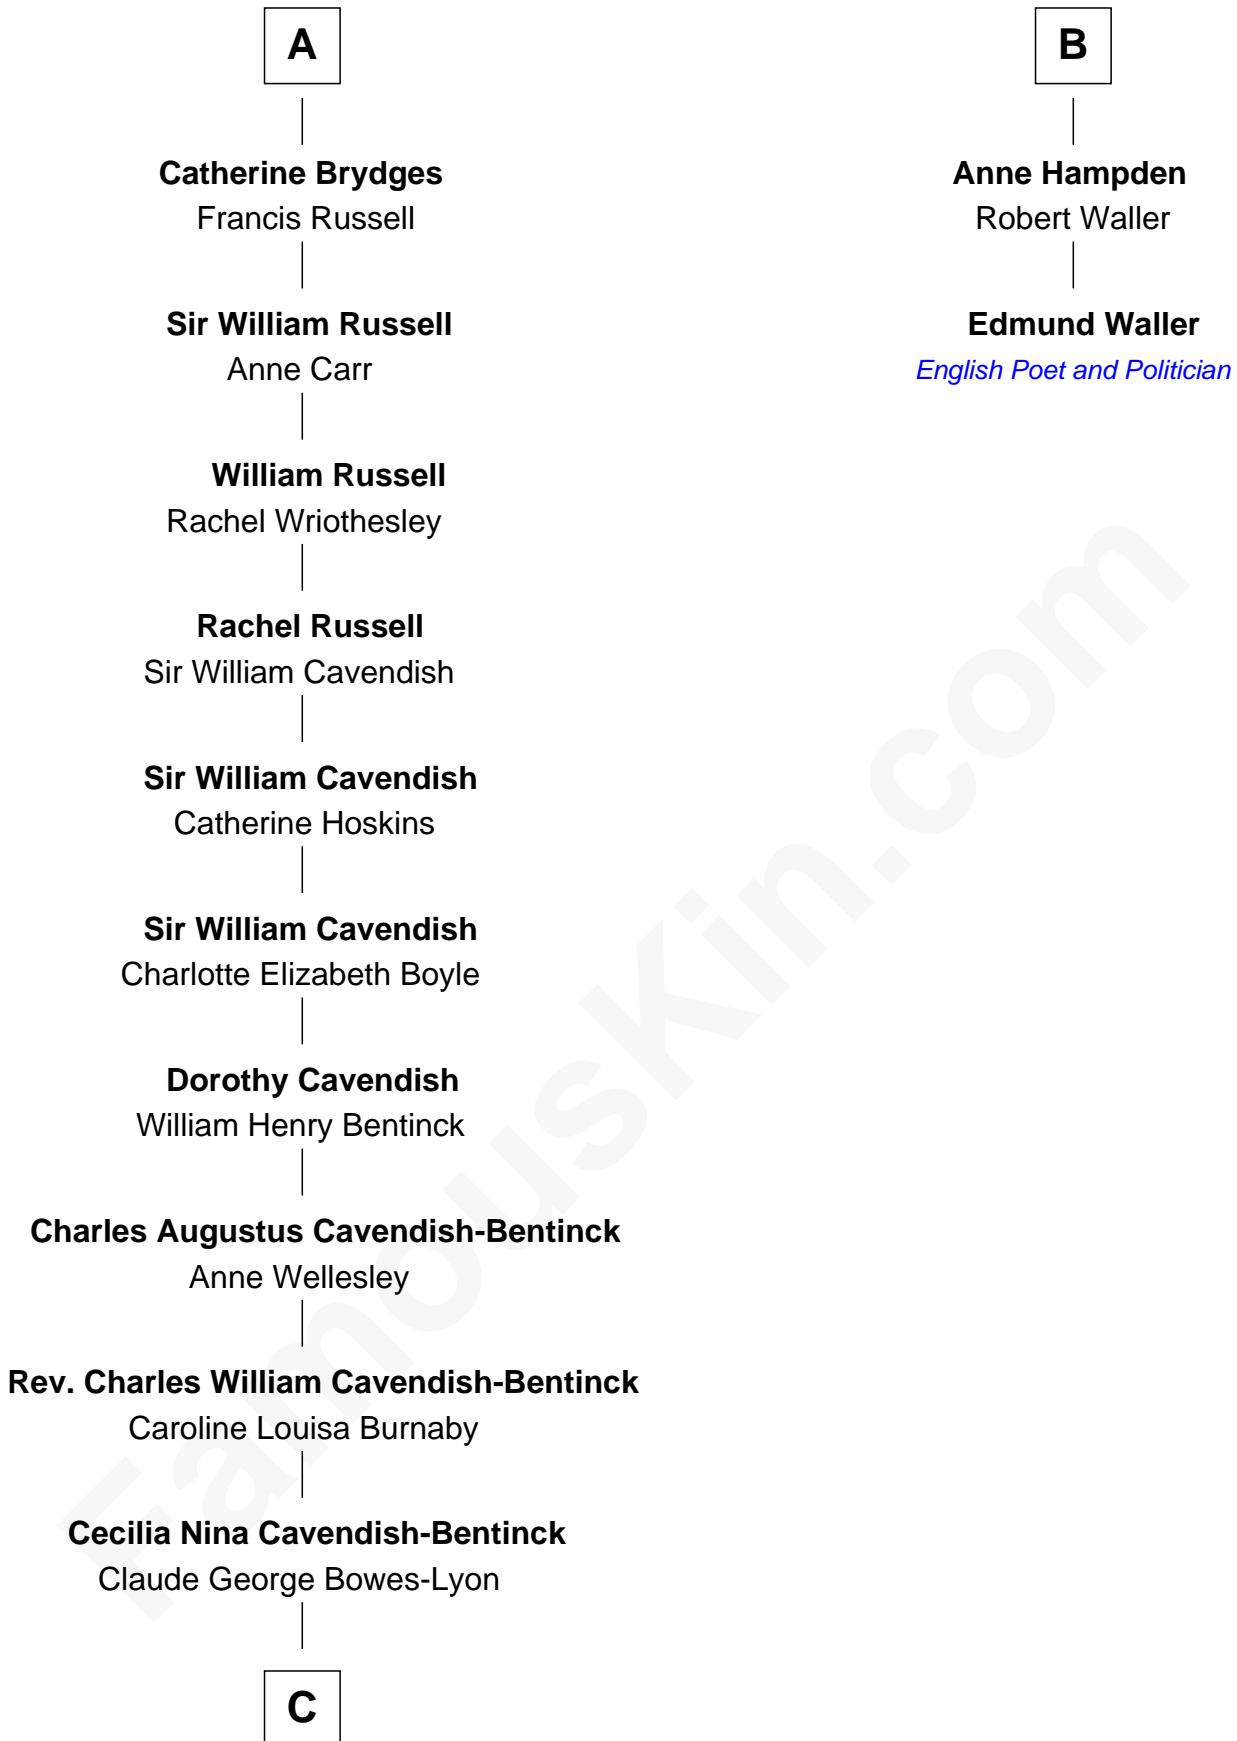 A
Catherine Brydges
Francis Russell
Sir William Russell
Anne Carr
William Russell
Rachel Wriothesley
Rachel Russell
Sir William Cavendish
Sir William Cavendish
Catherine Hoskins
Sir William Cavendish
Charlotte Elizabeth Boyle
Dorothy Cavendish
William Henry Bentinck
Charles Augustus Cavendish-Bentinck
Anne Wellesley
Rev. Charles William Cavendish-Bentinck
Caroline Louisa Burnaby
Cecilia Nina Cavendish-Bentinck
Claude George Bowes-Lyon
C
B
Anne Hampden
Robert Waller
Edmund Waller
English Poet and Politician
FamousKin.com